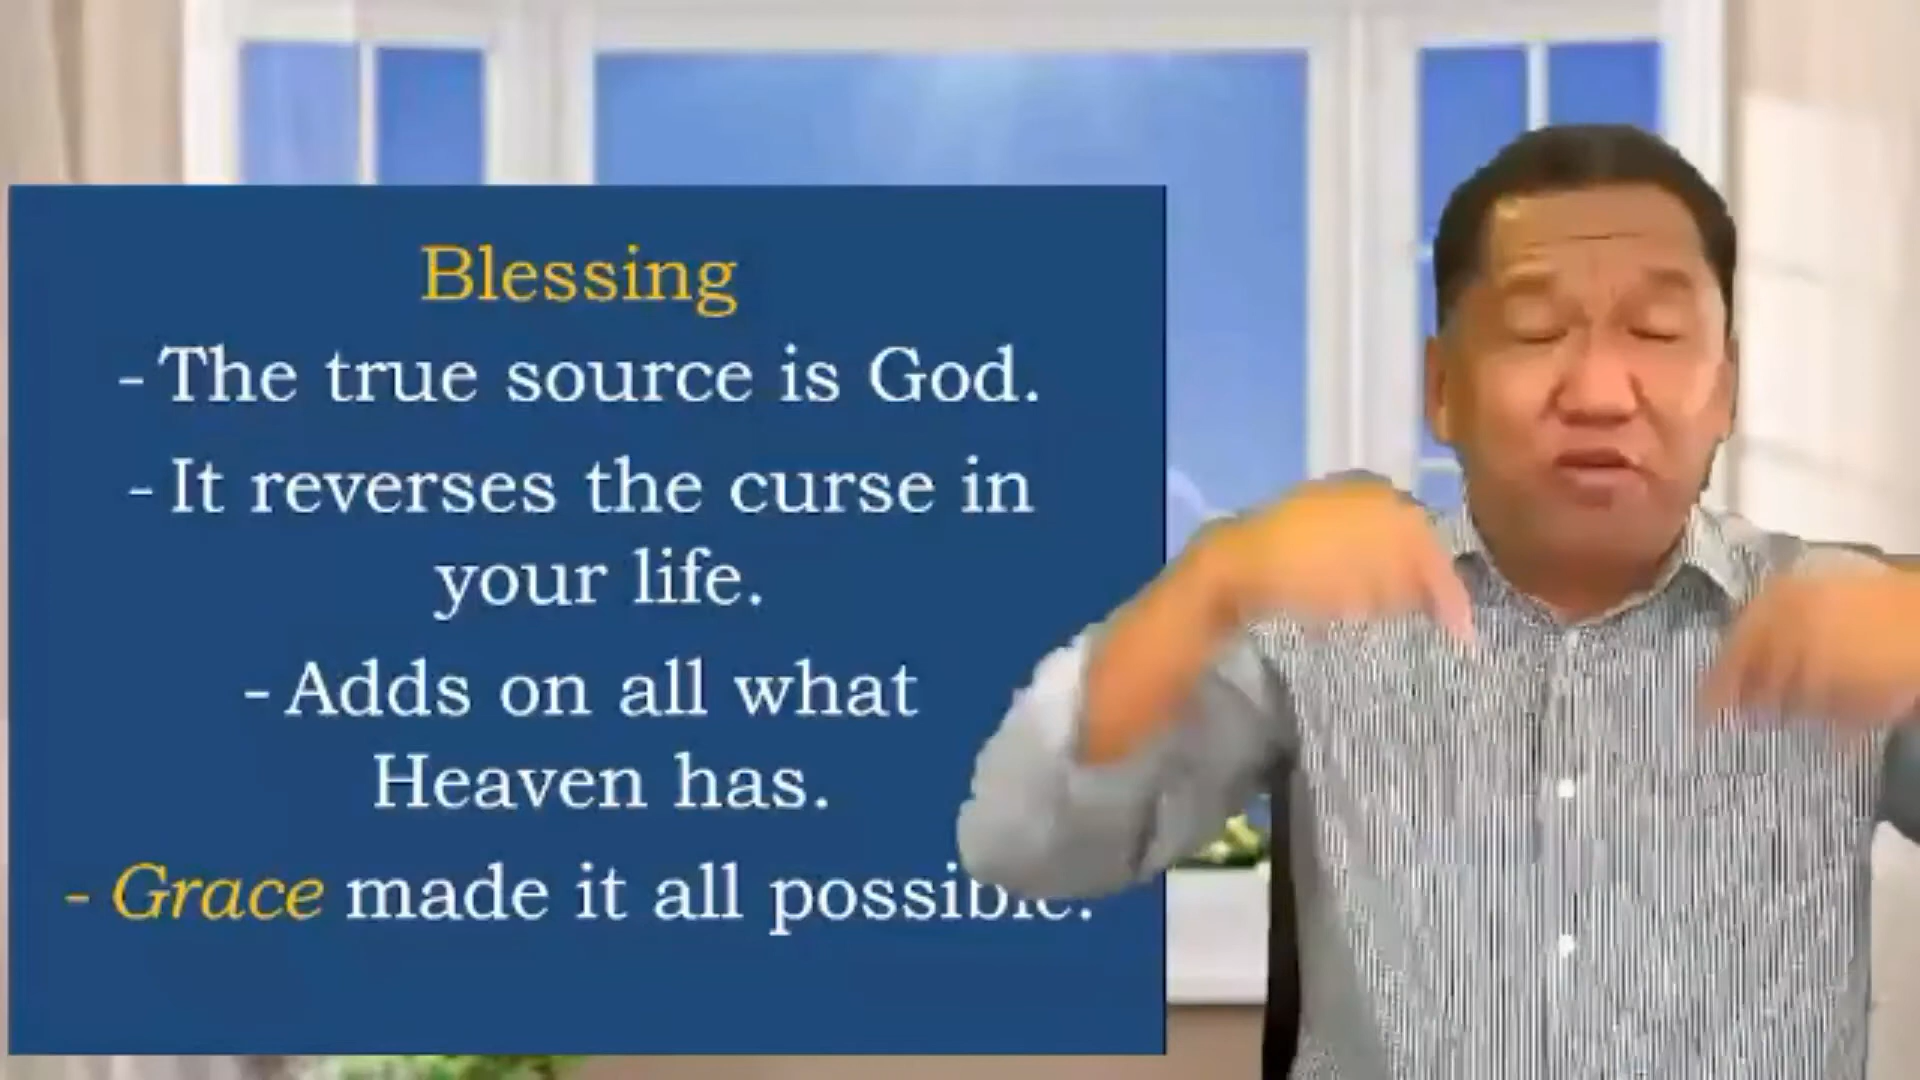 Blessing
- The true source is God.
- It reverses the curse in
your life.
- Adds on all what
Heaven has.
- Grace made it all possible.